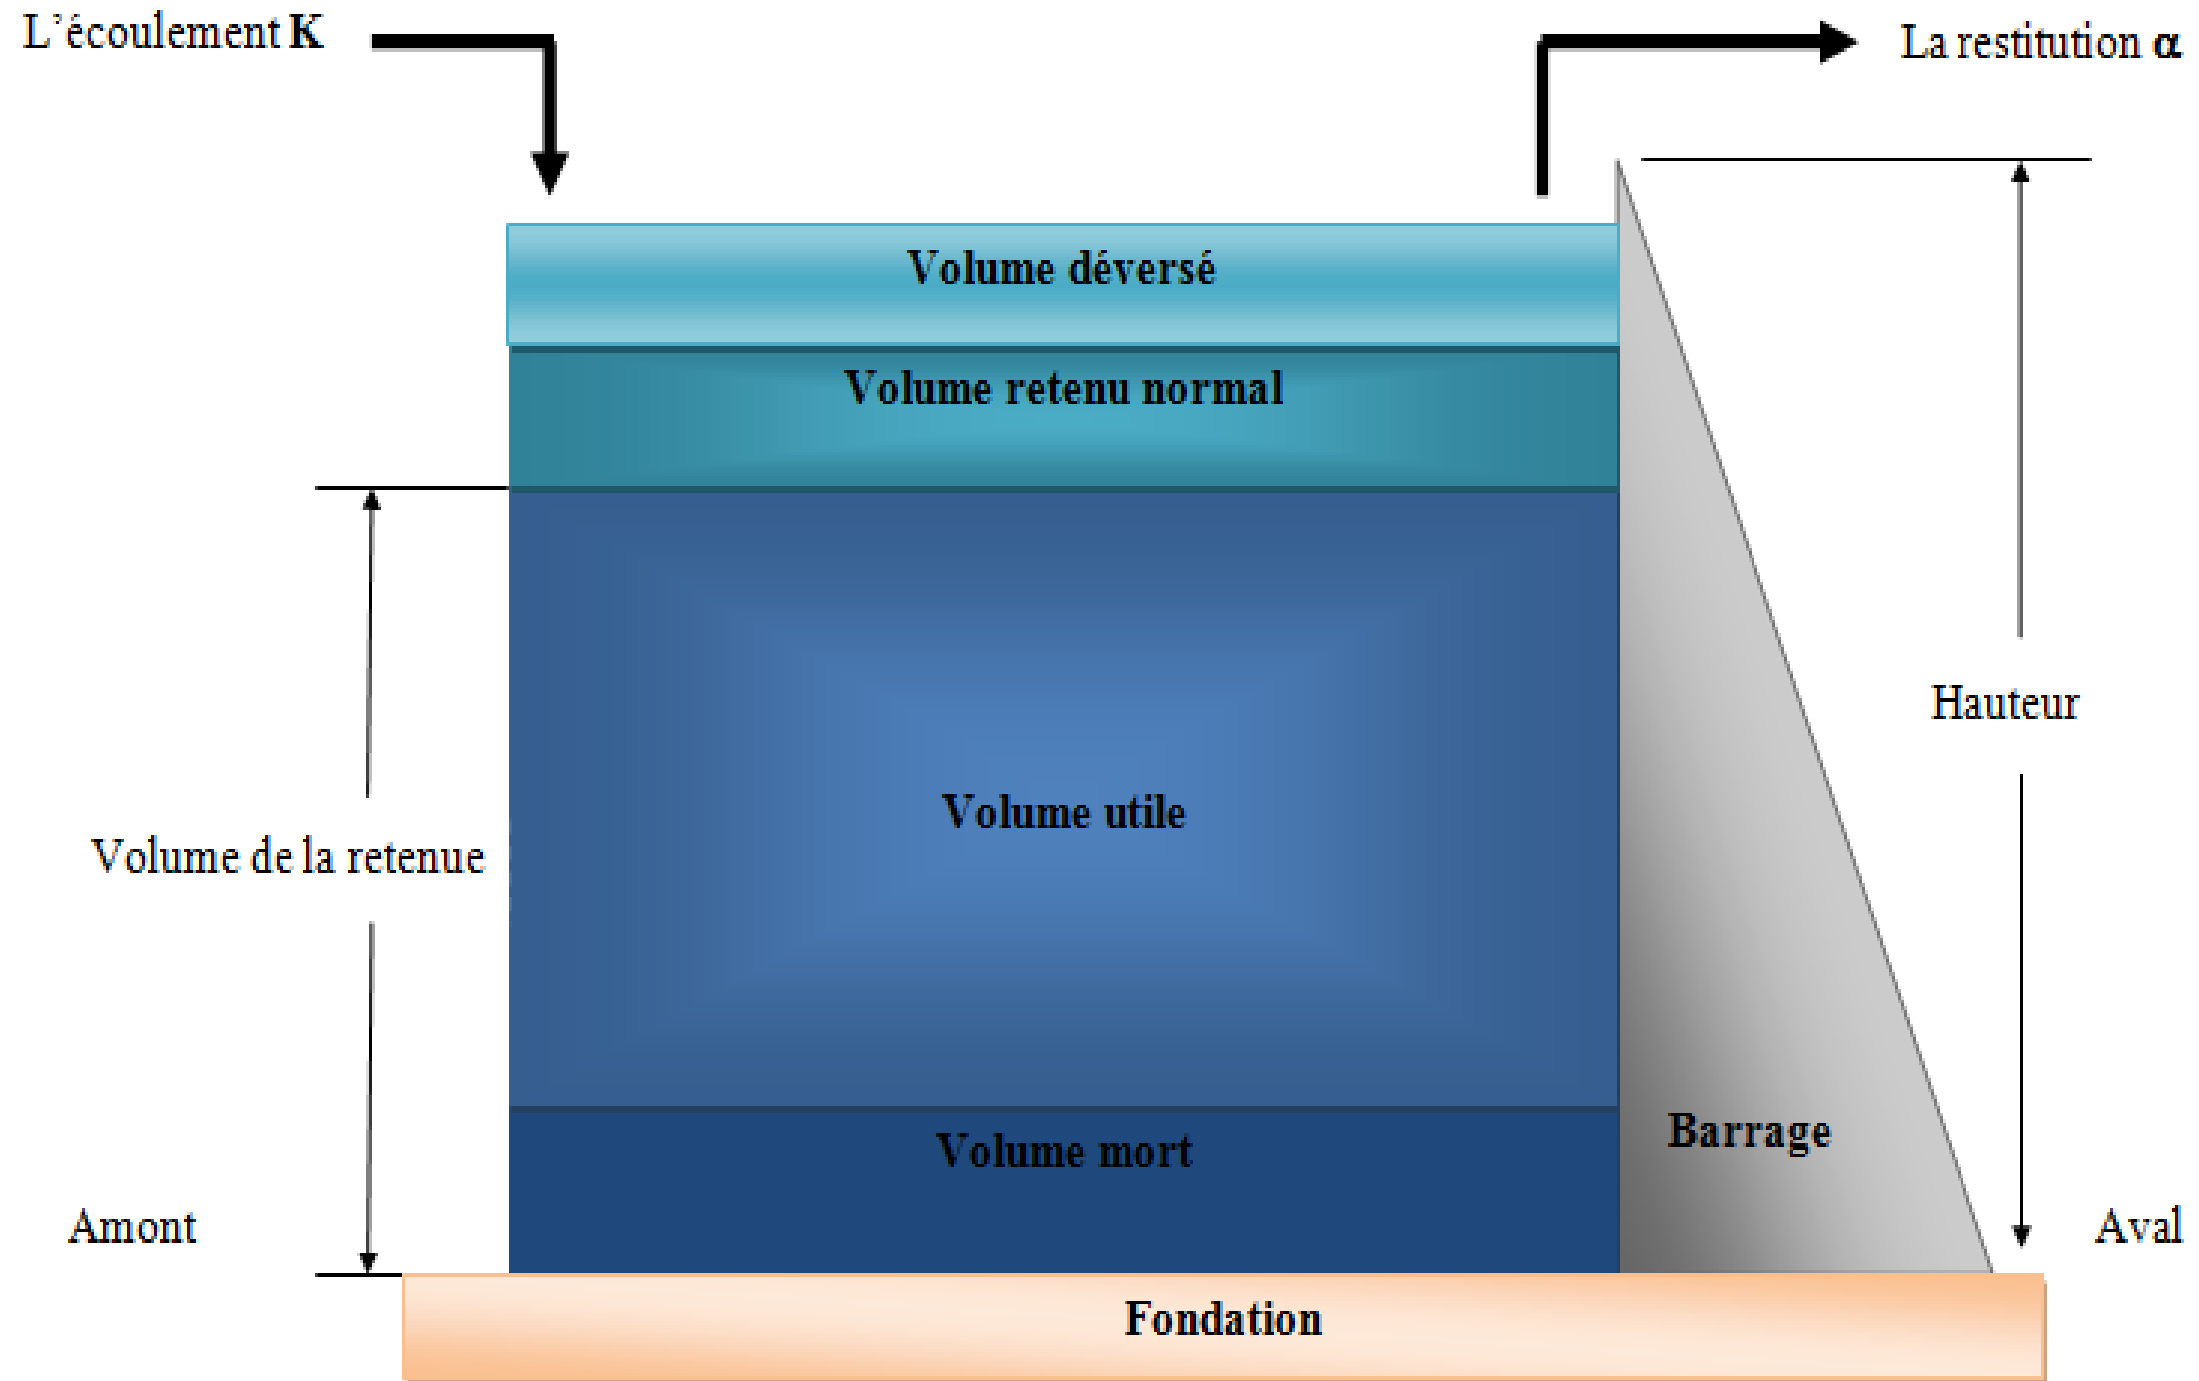 L'écoulement K
La restitution α
Volume déversé
Volume retenu normal
Hauteur
Volume utile
Volume de la retenue
Barrage
Volume mort
Amont
Aval
Fondation